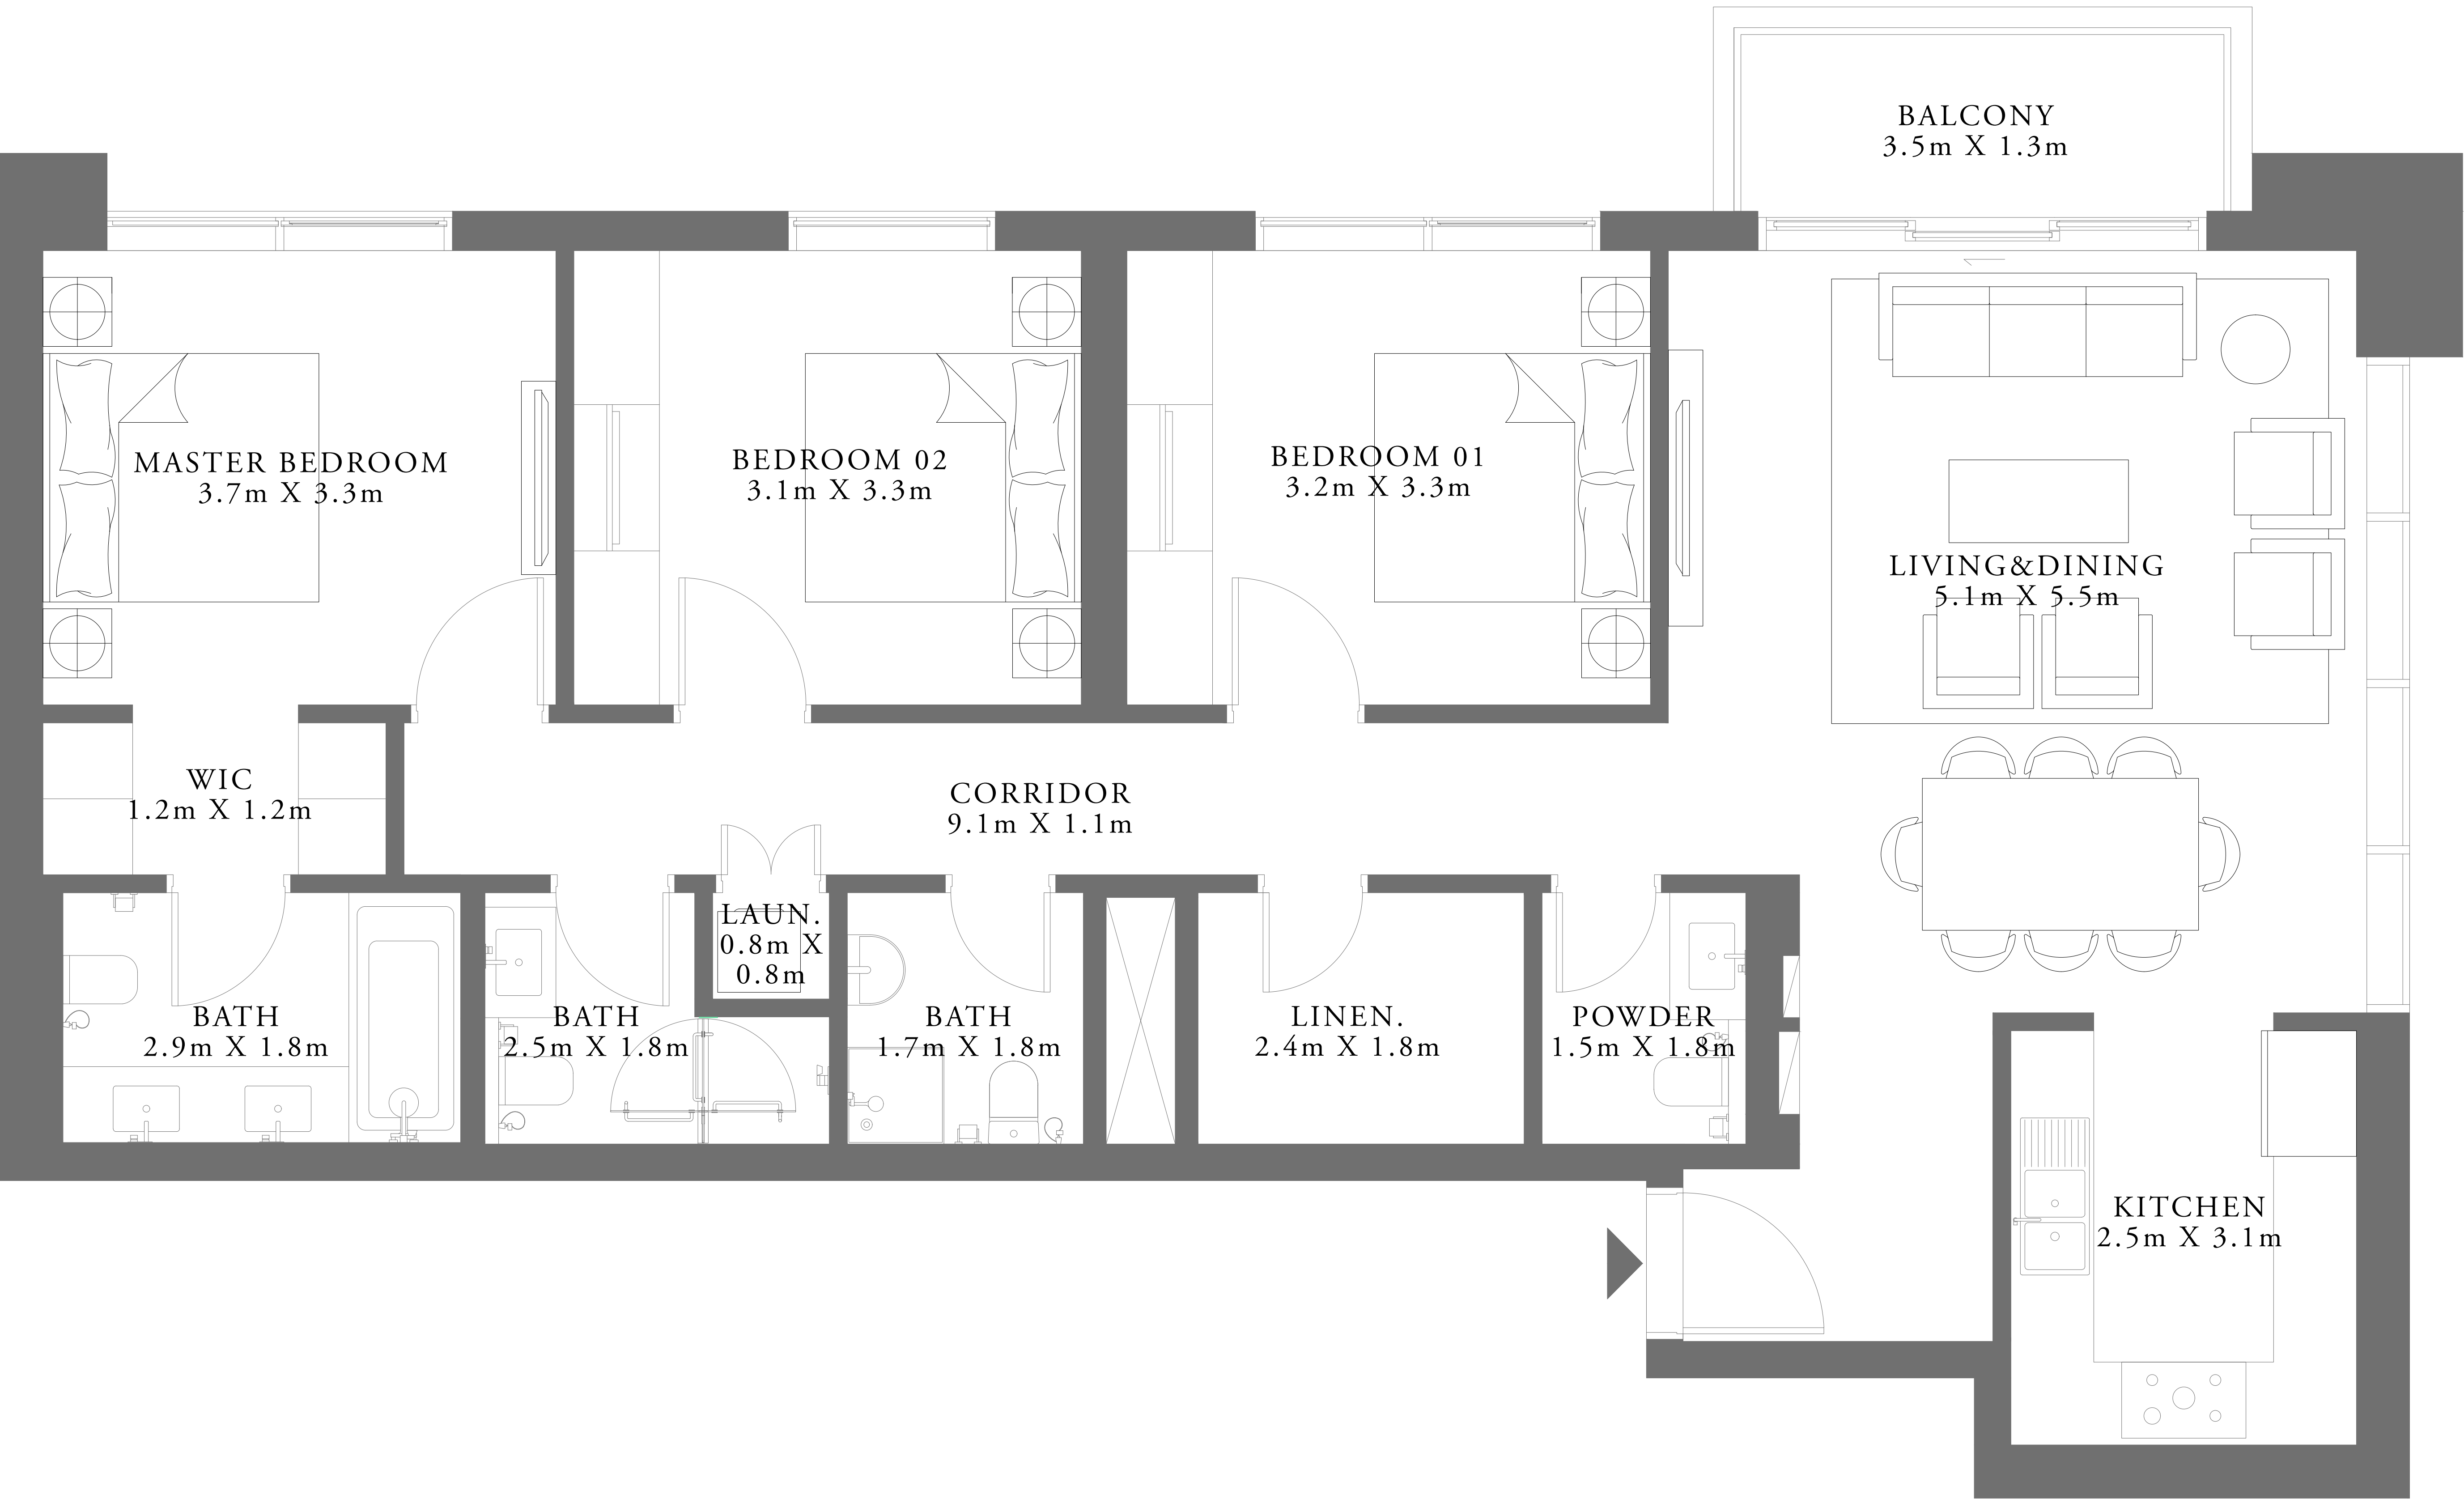 BALCONY
3.5m X 1.3m
MASTER BEDROOM
3.7m X 3.3m
BEDROOM 02
3.1m X 3.3m
BEDROOM 01
3.2m X 3.3m
LIVING&DINING
5.1m X 5.5m
WIC
1.2m X 1.2m
CORRIDOR
9.1m X 1.1m
LAUN.
0.8m X
0.8m
BATH
2.9m X 1.8m
BATH
2.5m X 1.8m
BATH
1.7m X 1.8m
LINEN.
2.4m X 1.8m
POWDER
1.5m X 1.8m
KITCHEN
2.5m X 3.1m